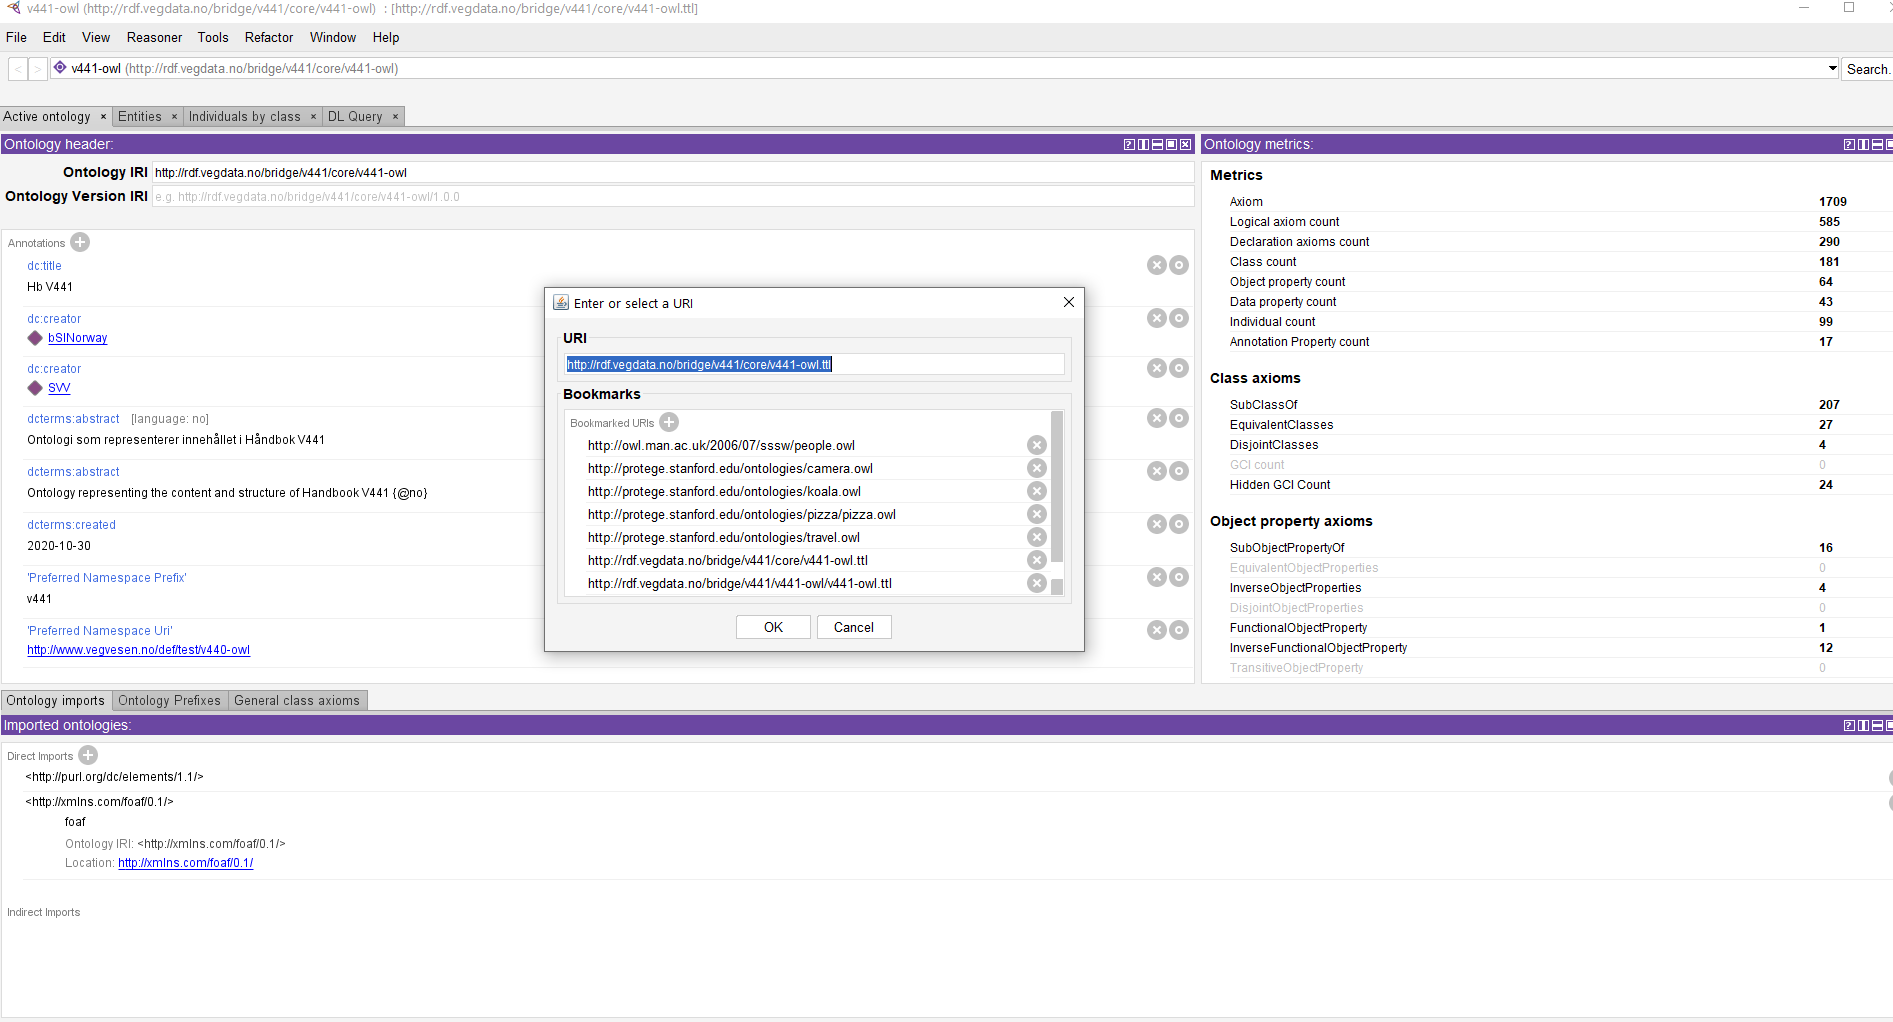 v441-owl (http://rdf.vegdata.no/bridge/v441/core/v441-owl) : [http://rdf.vegdata.no/bridge/v441/core/v441-owl.ttl]
File Edit View Reasoner Tools Refactor Window Help
< > v441-owl (http://rdf.vegdata.no/bridge/v441/core/v441-owl) Search.
Active ontology × Entities × Individuals by class × DL Query ×
Ontology header:
Ontology IRI http://rdf.vegdata.no/bridge/v441/core/v441-owl
Ontology Version IRI e.g. http://rdf.vegdata.no/bridge/v441/core/v441-owl/1.0.0
Annotations
dc:title
Hb V441
dc:creator
bSINorway
dc:creator
SVV
dcterms:abstract [language: no]
Ontologi som representerer innehållet i Håndbok V441
dcterms:abstract
Ontology representing the content and structure of Handbook V441 {@no}
dcterms:created
2020-10-30
'Preferred Namespace Prefix'
v441
'Preferred Namespace Uri'
http://www.vegvesen.no/def/test/v440-owl
Enter or select a URI
URI
http://rdf.vegdata.no/bridge/v441/core/v441-owl.ttl
Bookmarks
Bookmarked URIs
http://owl.man.ac.uk/2006/07/sssw/people.owl
http://protege.stanford.edu/ontologies/camera.owl
http://protege.stanford.edu/ontologies/koala.owl
http://protege.stanford.edu/ontologies/pizza/pizza.owl
http://protege.stanford.edu/ontologies/travel.owl
http://rdf.vegdata.no/bridge/v441/core/v441-owl.ttl
http://rdf.vegdata.no/bridge/v441/v441-owl/v441-owl.ttl
OK Cancel
Ontology metrics:
Metrics
Axiom 1709
Logical axiom count 585
Declaration axioms count 290
Class count 181
Object property count 64
Data property count 43
Individual count 99
Annotation Property count 17
Class axioms
SubClassOf 207
EquivalentClasses 27
DisjointClasses 4
GCI count 0
Hidden GCI Count 24
Object property axioms
SubObjectPropertyOf 16
EquivalentObjectProperties 0
InverseObjectProperties 4
DisjointObjectProperties 0
FunctionalObjectProperty 1
InverseFunctionalObjectProperty 12
TransitiveObjectProperty 0
Ontology imports Ontology Prefixes General class axioms
Imported ontologies:
Direct Imports
<http://purl.org/dc/elements/1.1/>
<http://xmlns.com/foaf/0.1/>
foaf
Ontology IRI: <http://xmlns.com/foaf/0.1/>
Location: http://xmlns.com/foaf/0.1/
Indirect Imports